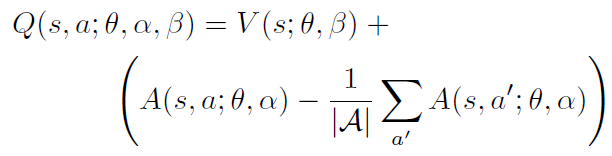 Q(s, a; θ, α, β) = V(s; θ, β) +
(A(s, a; θ, α) − 1/|𝒜| ∑_{a′} A(s, a′; θ, α))